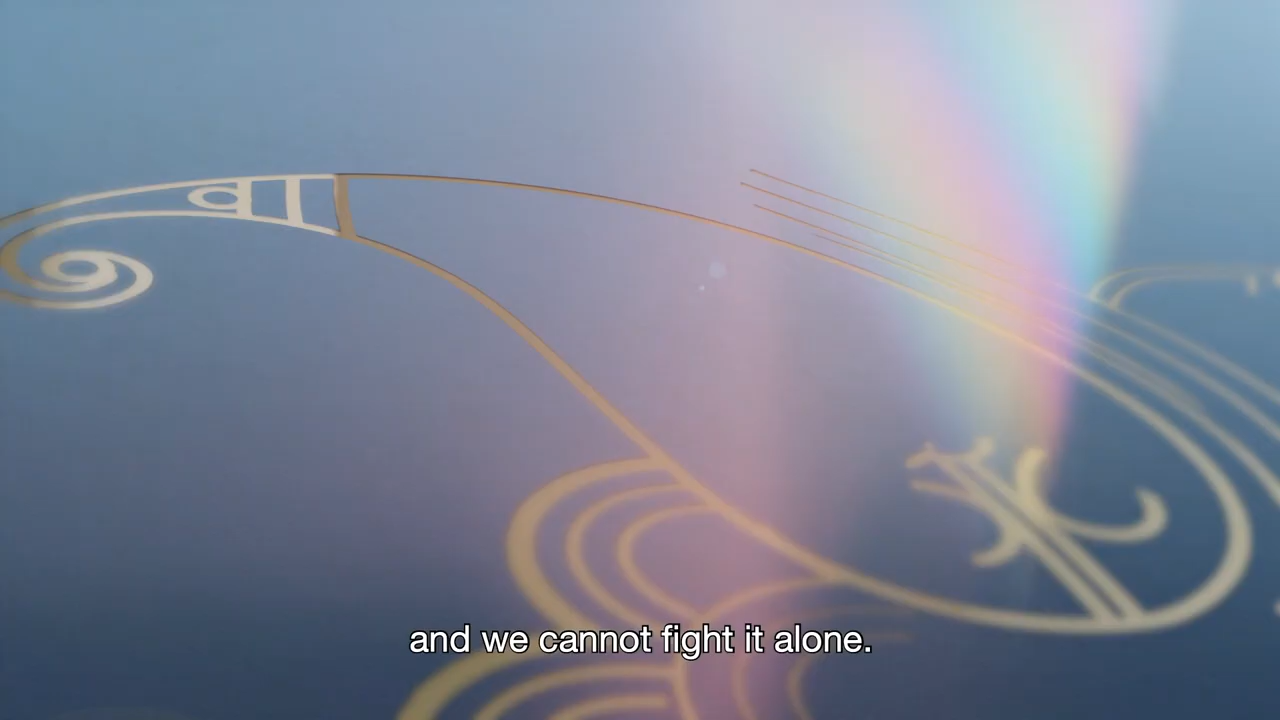 वा
and we cannot fight it alone.